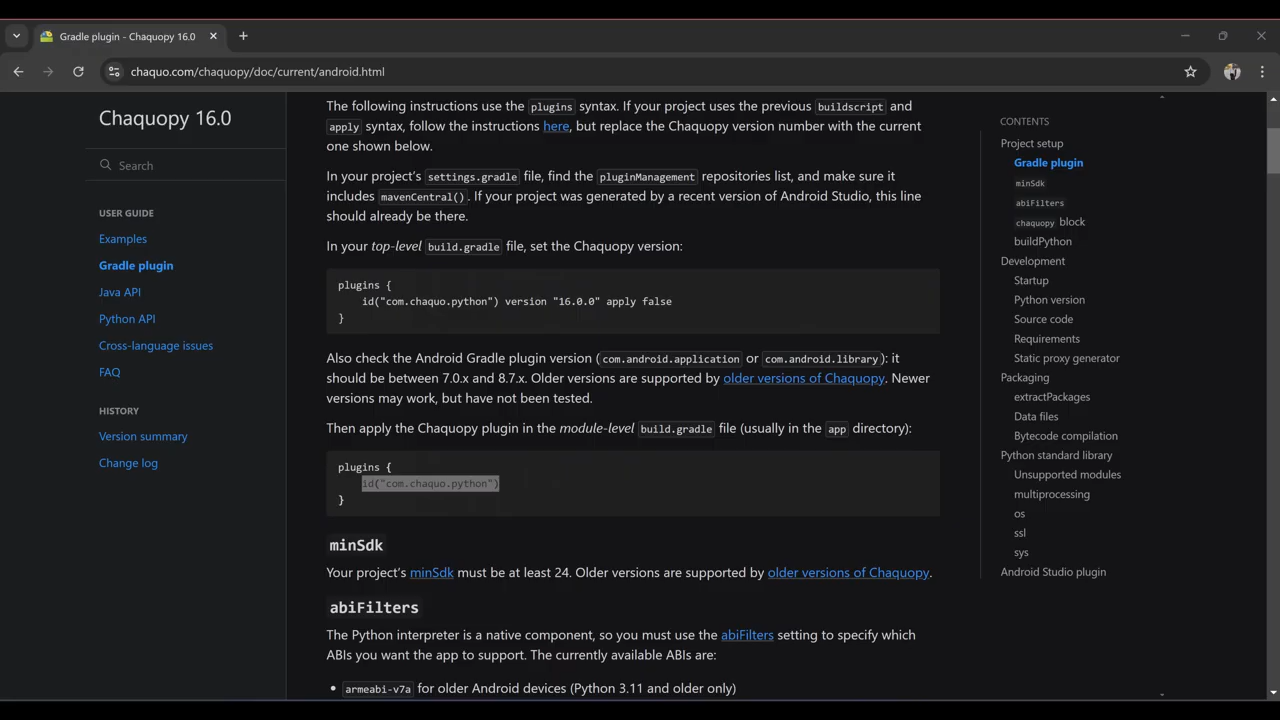 Gradle plugin - Chaquopy 16.0
chaquo.com/chaquopy/doc/current/android.html
Chaquopy 16.0
Search
USER GUIDE
Examples
Gradle plugin
Java API
Python API
Cross-language issues
FAQ
HISTORY
Version summary
Change log
The following instructions use the plugins syntax. If your project uses the previous buildscript and
apply syntax, follow the instructions here, but replace the Chaquopy version number with the current
one shown below.
In your project's settings.gradle file, find the pluginManagement repositories list, and make sure it
includes mavenCentral(). If your project was generated by a recent version of Android Studio, this line
should already be there.
In your top-level build.gradle file, set the Chaquopy version:
plugins {
id("com.chaquo.python") version "16.0.0" apply false
}
Also check the Android Gradle plugin version (com.android.application or com.android.library): it
should be between 7.0.x and 8.7.x. Older versions are supported by older versions of Chaquopy. Newer
versions may work, but have not been tested.
Then apply the Chaquopy plugin in the module-level build.gradle file (usually in the app directory):
plugins {
id("com.chaquo.python")
}
minSdk
Your project's minSdk must be at least 24. Older versions are supported by older versions of Chaquopy.
abiFilters
The Python interpreter is a native component, so you must use the abiFilters setting to specify which
ABIs you want the app to support. The currently available ABIs are:
• armeabi-v7a for older Android devices (Python 3.11 and older only)
CONTENTS
Project setup
Gradle plugin
minSdk
abiFilters
chaquopy block
buildPython
Development
Startup
Python version
Source code
Requirements
Static proxy generator
Packaging
extractPackages
Data files
Bytecode compilation
Python standard library
Unsupported modules
multiprocessing
os
ssl
sys
Android Studio plugin